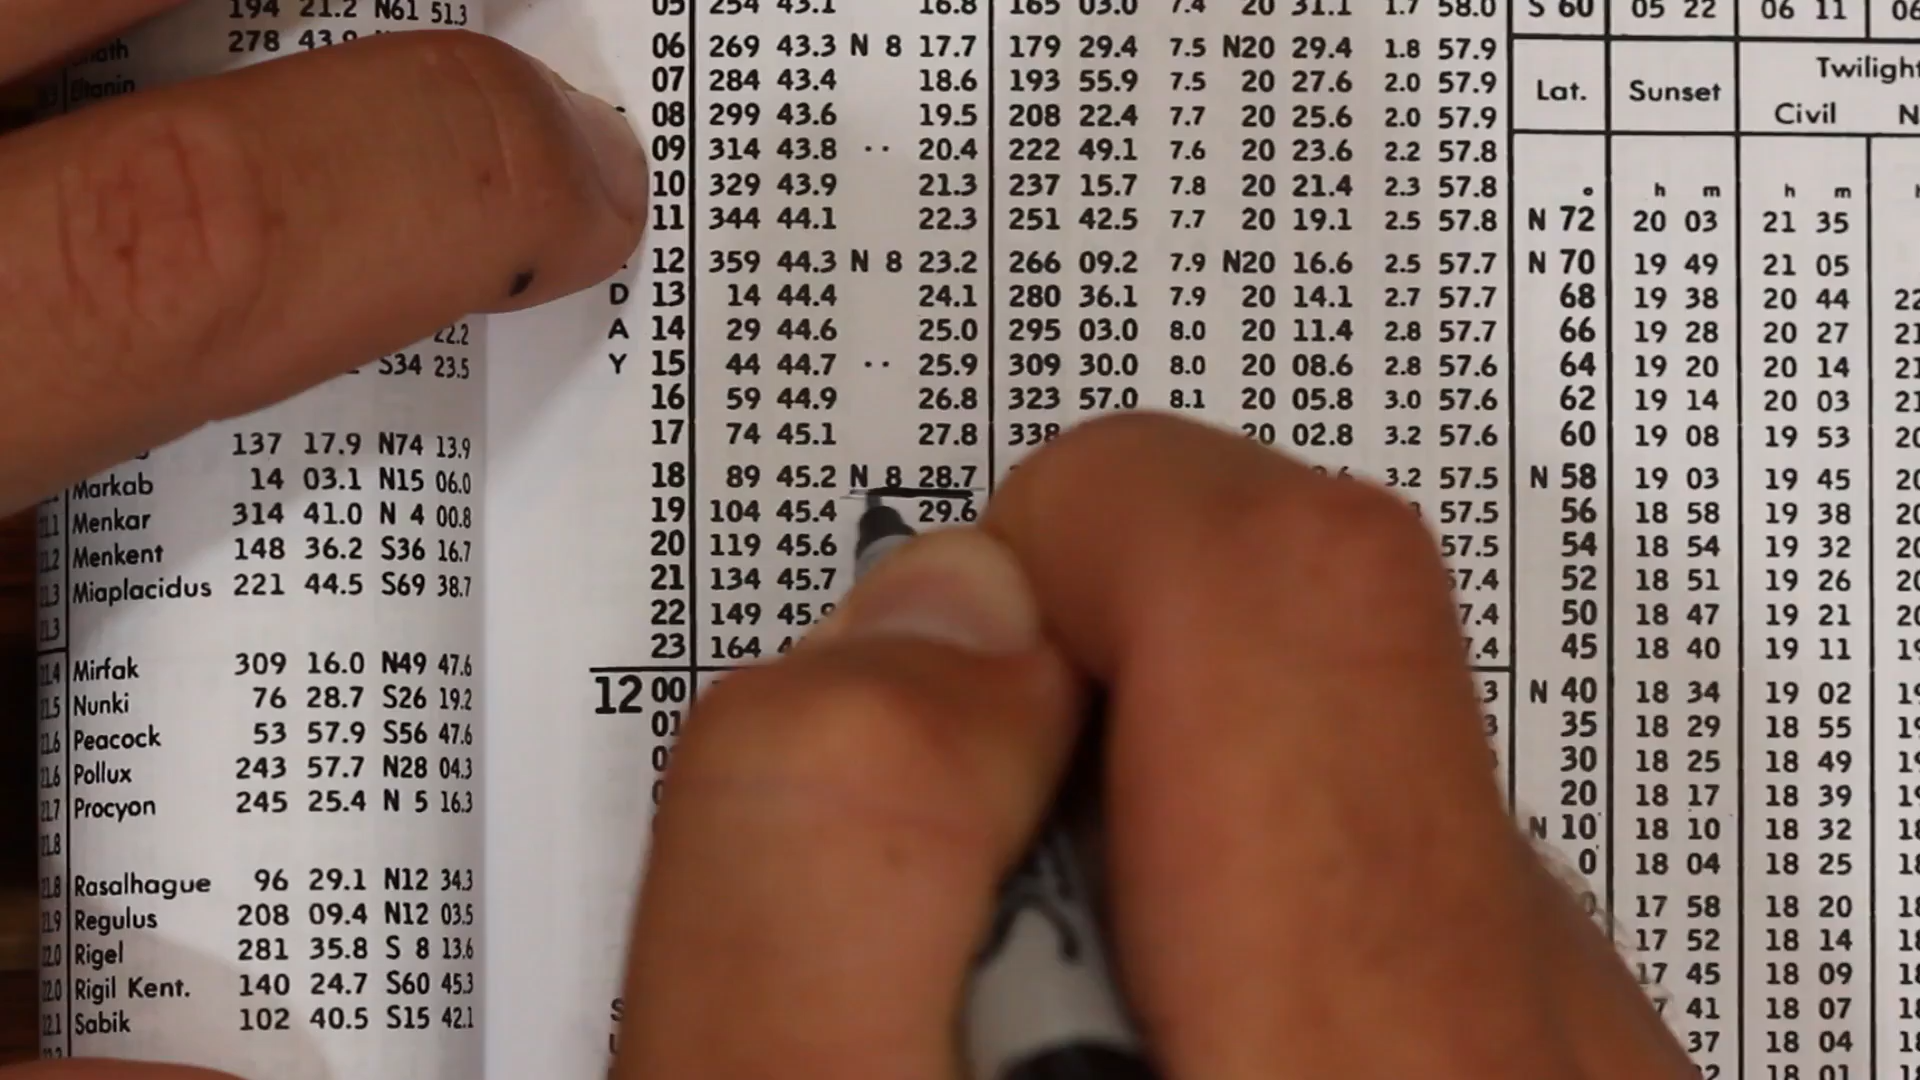 194 21.2 N61 51.3
278
Eltanin
22.2
S34 23.5
137 17.9 N74 13.9
Markab 14 03.1 N15 06.0
Menkar 314 41.0 N 4 00.8
Menkent 148 36.2 S36 16.7
Miaplacidus 221 44.5 S69 38.7
Mirfak 309 16.0 N49 47.6
Nunki 76 28.7 S26 19.2
Peacock 53 57.9 S56 47.6
Pollux 243 57.7 N28 04.3
Procyon 245 25.4 N 5 16.3
Rasalhague 96 29.1 N12 34.3
Regulus 208 09.4 N12 03.5
Rigel 281 35.8 S 8 13.6
Rigil Kent. 140 24.7 S60 45.3
Sabik 102 40.5 S15 42.1
05 254 43.1 16.8 165 03.0 7.4 20 31.1 1.7 58.0
06 269 43.3 N 8 17.7 179 29.4 7.5 N20 29.4 1.8 57.9
07 284 43.4 18.6 193 55.9 7.5 20 27.6 2.0 57.9
08 299 43.6 19.5 208 22.4 7.7 20 25.6 2.0 57.9
09 314 43.8 ·· 20.4 222 49.1 7.6 20 23.6 2.2 57.8
10 329 43.9 21.3 237 15.7 7.8 20 21.4 2.3 57.8
11 344 44.1 22.3 251 42.5 7.7 20 19.1 2.5 57.8
12 359 44.3 N 8 23.2 266 09.2 7.9 N20 16.6 2.5 57.7
D 13 14 44.4 24.1 280 36.1 7.9 20 14.1 2.7 57.7
A 14 29 44.6 25.0 295 03.0 8.0 20 11.4 2.8 57.7
Y 15 44 44.7 ·· 25.9 309 30.0 8.0 20 08.6 2.8 57.6
16 59 44.9 26.8 323 57.0 8.1 20 05.8 3.0 57.6
17 74 45.1 27.8 338 20 02.8 3.2 57.6
18 89 45.2 N 8 28.7 3.2 57.5
19 104 45.4 29.6 57.5
20 119 45.6 57.5
21 134 45.7 57.4
22 149 45.9
23 164
12 00
01
S 60 05 22 06 11
Lat. Sunset Twilight
Civil
° h m h m
N 72 20 03 21 35
N 70 19 49 21 05
68 19 38 20 44
66 19 28 20 27
64 19 20 20 14
62 19 14 20 03
60 19 08 19 53
N 58 19 03 19 45
56 18 58 19 38
54 18 54 19 32
52 18 51 19 26
50 18 47 19 21
45 18 40 19 11
N 40 18 34 19 02
35 18 29 18 55
30 18 25 18 49
20 18 17 18 39
N 10 18 10 18 32
0 18 04 18 25
17 58 18 20
17 52 18 14
17 45 18 09
41 18 07
37 18 04
18 01